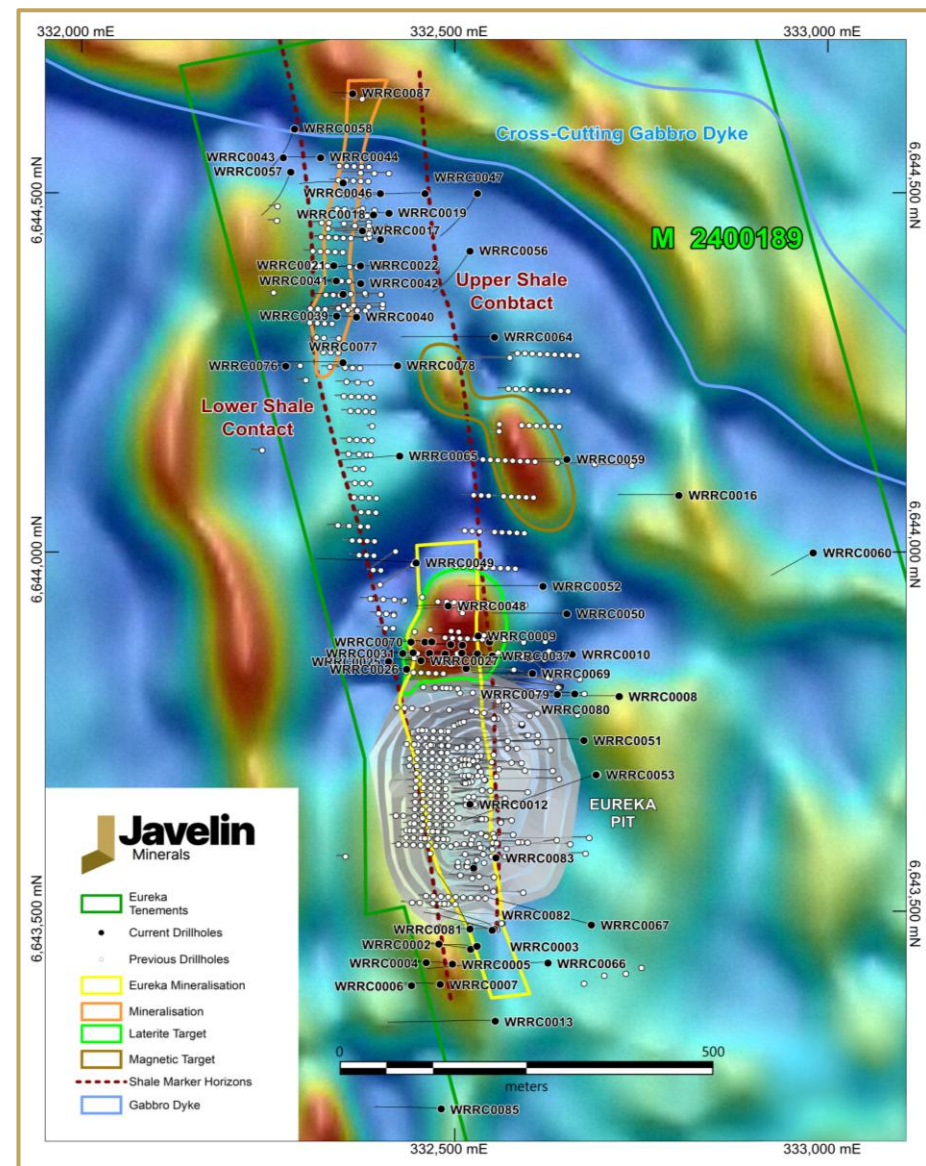 332,000 mE
332,500 mE
333,000 mE
WRRC0087
WRRC0058
Cross-Cutting Gabbro Dyke
WRRC0043
WRRC0044
WRRC0057
6,644,500 mN
WRRC0046
WRRC0047
6,644,500 mN
WRRC0018
WRRC0019
WRRC0017
M 2400189
WRRC0056
WRRC0021
WRRC0022
WRRC0041
WRRC0042
Upper Shale
Conbtact
WRRC0039
WRRC0040
WRRC0064
WRRC0077
WRRC0076
WRRC0078
Lower Shale
Contact
WRRC0065
WRRC0059
WRRC0016
6,644,000 mN
WRRC0049
WRRC0060
6,644,000 mN
WRRC0052
WRRC0048
WRRC0050
WRRC0070
WRRC0009
WRRC0031
WRRC0037
WRRC0010
WRRC0025
WRRC0027
WRRC0026
WRRC0069
WRRC0079
WRRC0008
WRRC0080
WRRC0051
WRRC0053
WRRC0012
EUREKA
PIT
WRRC0083
6,643,500 mN
WRRC0082
6,643,500 mN
WRRC0081
WRRC0067
WRRC0002
WRRC0003
WRRC0004
WRRC0005
WRRC0066
WRRC0006
WRRC0007
WRRC0013
0
500
meters
WRRC0085
Javelin
Minerals
Eureka
Tenements
Current Drillholes
Previous Drillholes
Eureka Mineralisation
Mineralisation
Laterite Target
Magnetic Target
Shale Marker Horizons
Gabbro Dyke
332,500 mE
333,000 mE